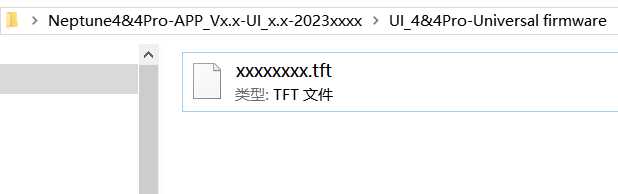 Neptune4&4Pro-APP_Vx.x-UI_x.x-2023xxxx > UI_4&4Pro-Universal firmware
xxxxxxxx.tft
类型: TFT 文件